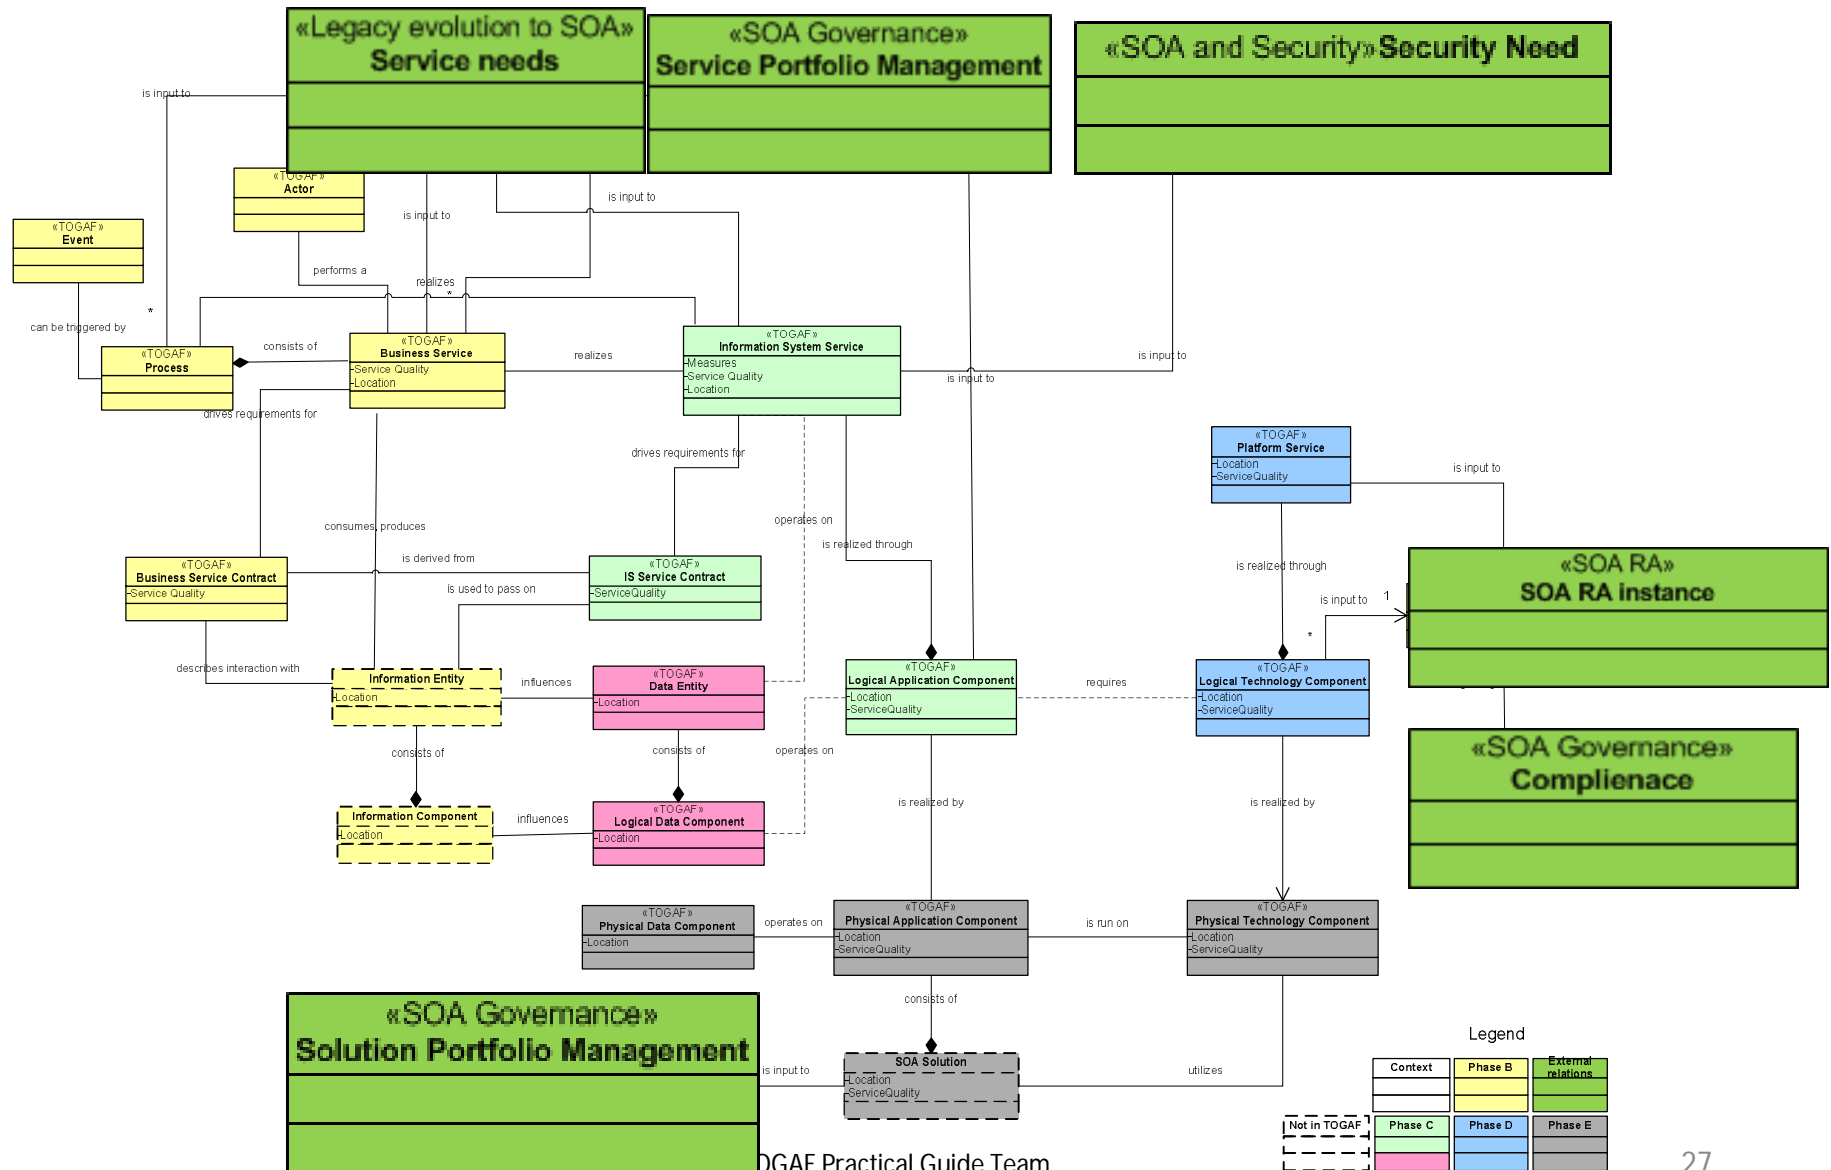 «Legacy evolution to SOA»
Service needs
«SOA Governance»
Service Portfolio Management
«SOA and Security»Security Need
is input to
«TOGAF»
Actor
is input to
is input to
«TOGAF»
Event
performs a
realizes
*
*
can be triggered by
«TOGAF»
Process
consists of
«TOGAF»
Business Service
-Service Quality
-Location
realizes
«TOGAF»
Information System Service
-Measures
-Service Quality
-Location
is input to
is input to
drives requirements for
drives requirements for
«TOGAF»
Platform Service
-Location
-ServiceQuality
is input to
consumes, produces
operates on
is realized through
is derived from
«TOGAF»
Business Service Contract
-Service Quality
«TOGAF»
IS Service Contract
-ServiceQuality
is used to pass on
is realized through
is input to
1
*
«SOA RA»
SOA RA instance
describes interaction with
Information Entity
-Location
influences
«TOGAF»
Data Entity
-Location
«TOGAF»
Logical Application Component
-Location
-ServiceQuality
requires
«TOGAF»
Logical Technology Component
-Location
-ServiceQuality
consists of
consists of
operates on
«SOA Governance»
Complienace
Information Component
-Location
influences
«TOGAF»
Logical Data Component
-Location
is realized by
is realized by
«TOGAF»
Physical Data Component
-Location
operates on
«TOGAF»
Physical Application Component
-Location
-ServiceQuality
is run on
«TOGAF»
Physical Technology Component
-Location
-ServiceQuality
consists of
«SOA Governance»
Solution Portfolio Management
is input to
SOA Solution
-Location
-ServiceQuality
utilizes
Legend
Context
Phase B
External
relations
Not in TOGAF
Phase C
Phase D
Phase E
Practical Guide Team
27